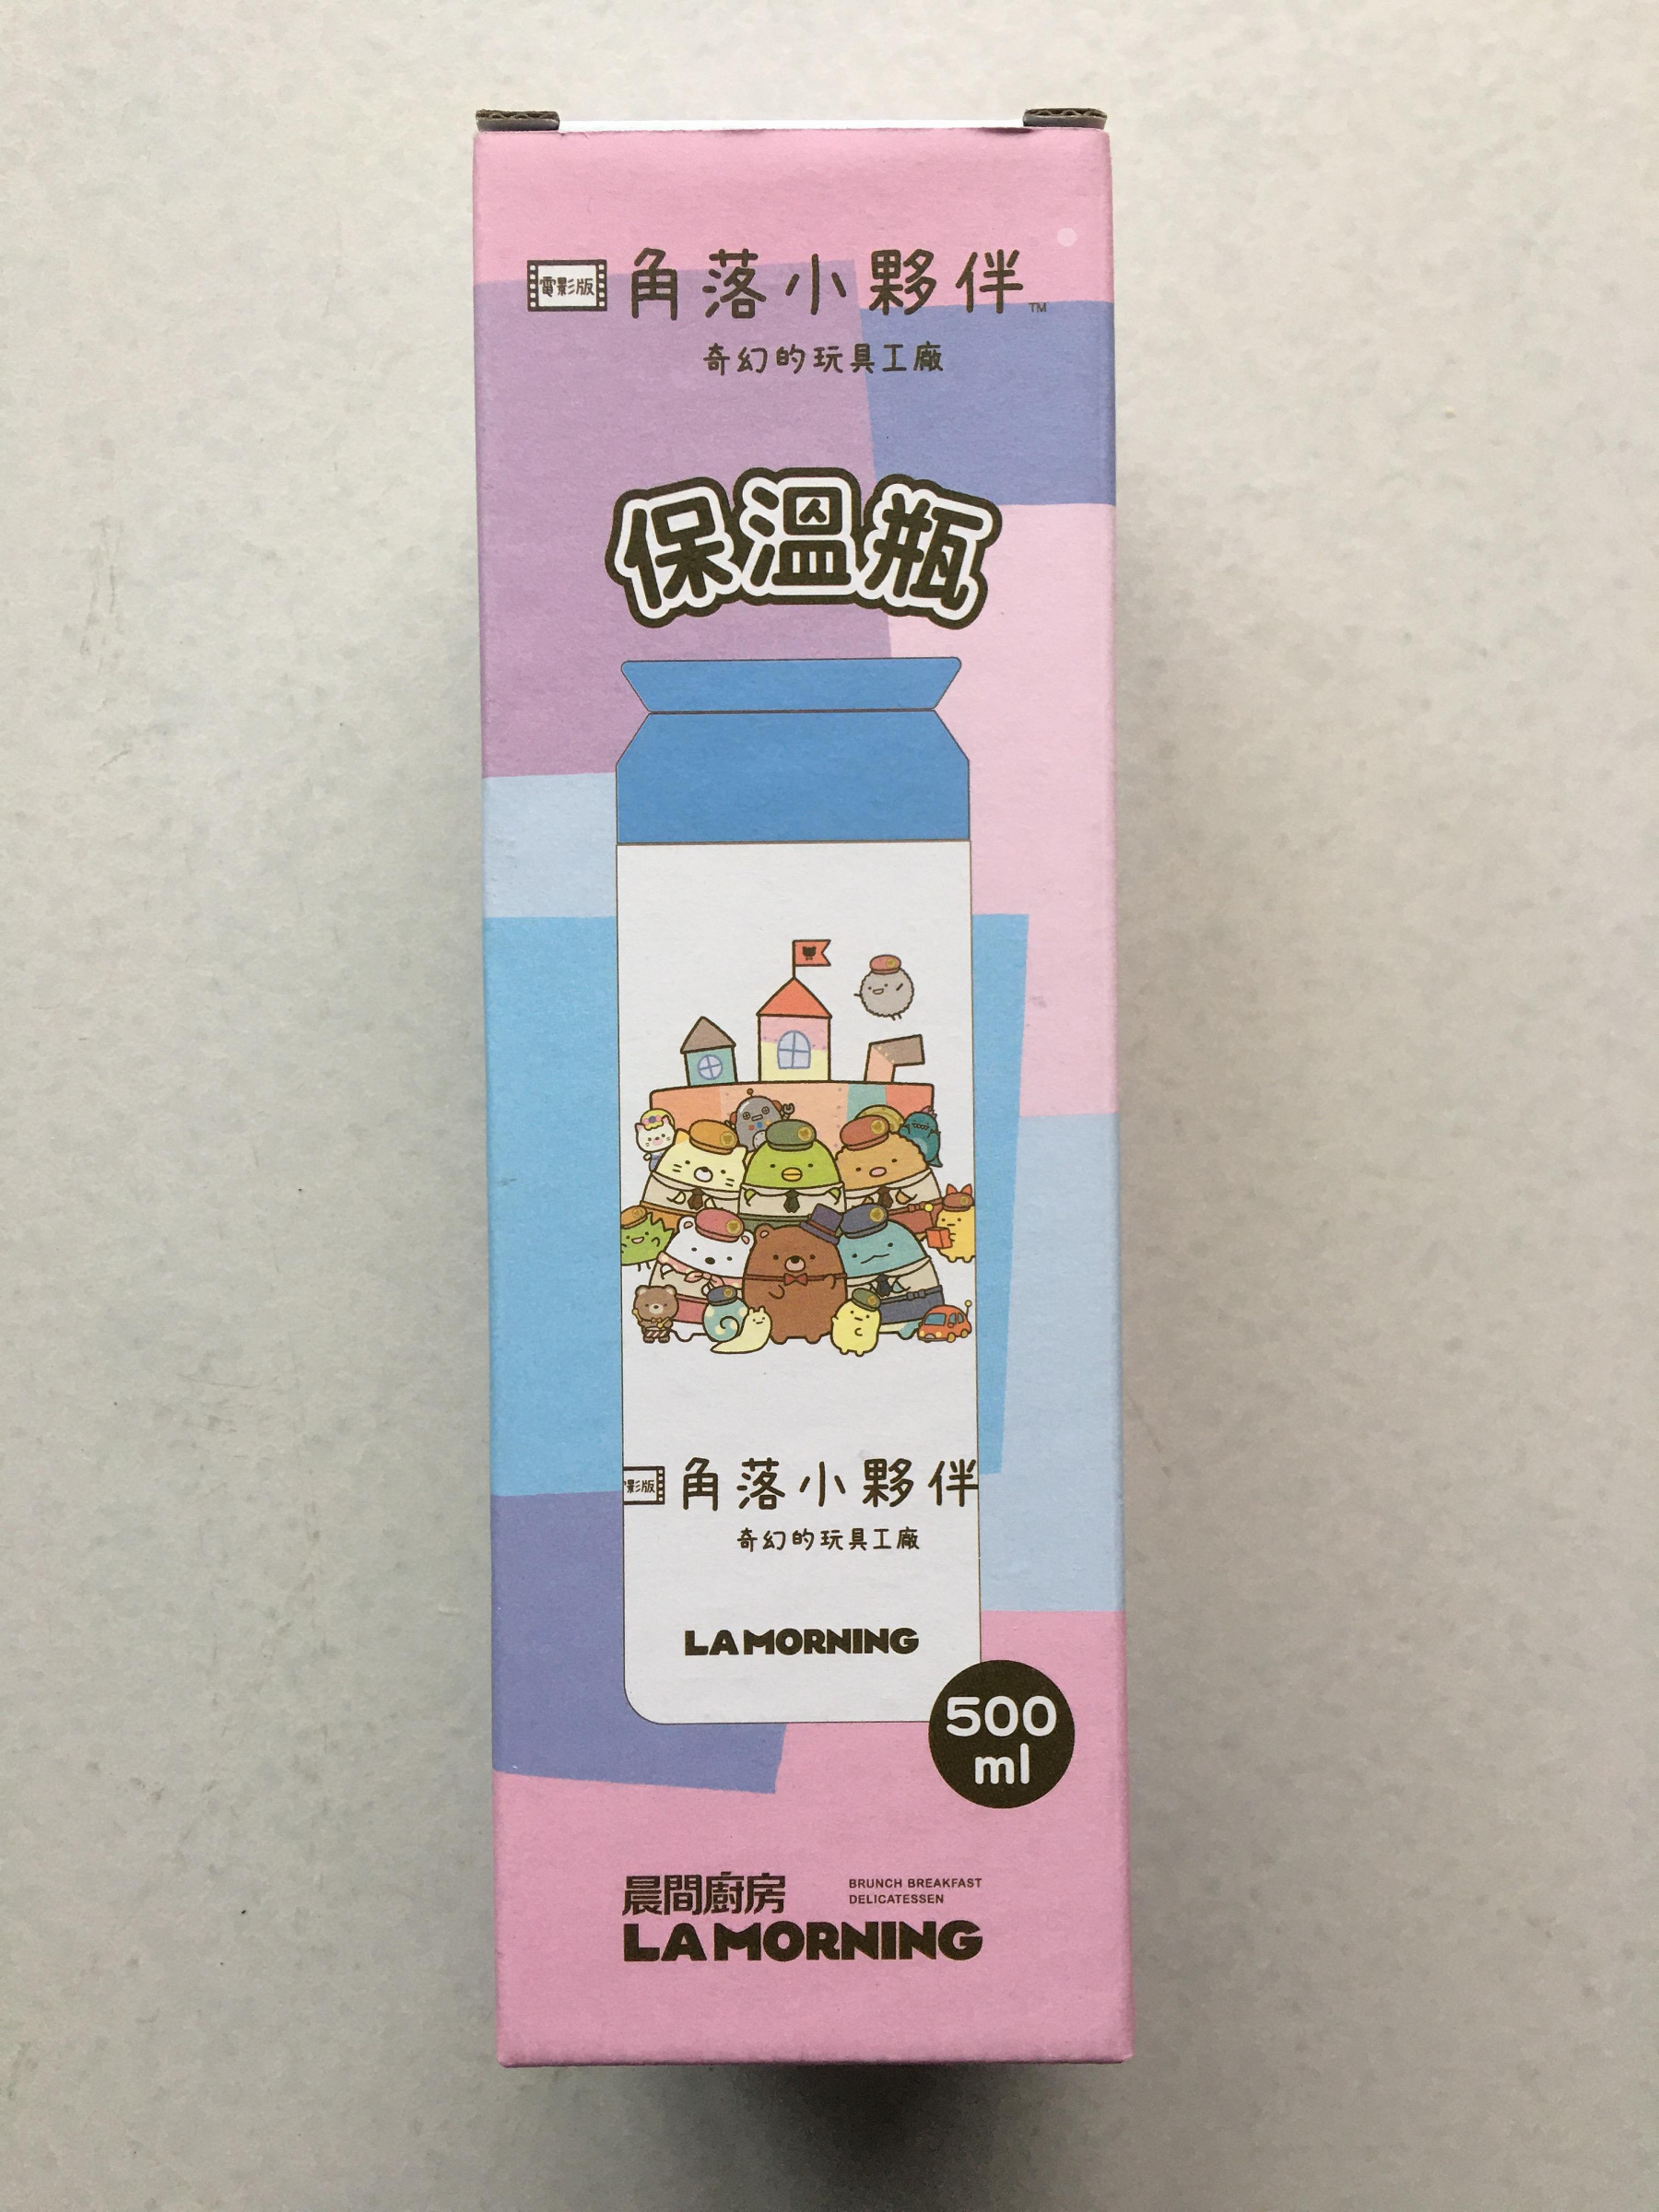 電影版 角落小夥伴™
奇幻的玩具工廠
保溫瓶
影版 角落小夥伴
奇幻的玩具工廠
LA MORNING
500
ml
晨間廚房 BRUNCH BREAKFAST
DELICATESSEN
LA MORNING